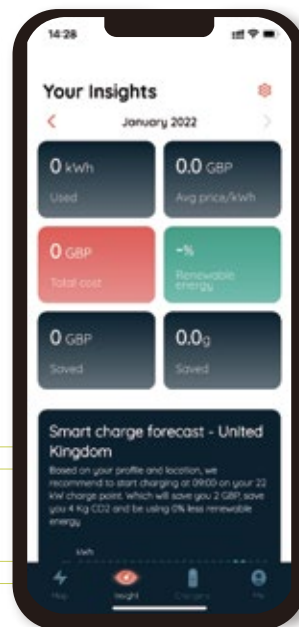 14:28
Your Insights
January 2022
0 kWh
Used
0.0 GBP
Avg price/kWh
0 GBP
Total cost
-%
Renewable
energy
0 GBP
Saved
0.0g
Saved
Smart charge forecast - United
Kingdom
Based on your profile and location, we
recommend to start charging at 09:00 on your 22
kW charge point. Which will save you 2 GBP, save
you 4 Kg CO2 and be using 0% less renewable
energy
kWh
Map
Insight
Chargers
Me